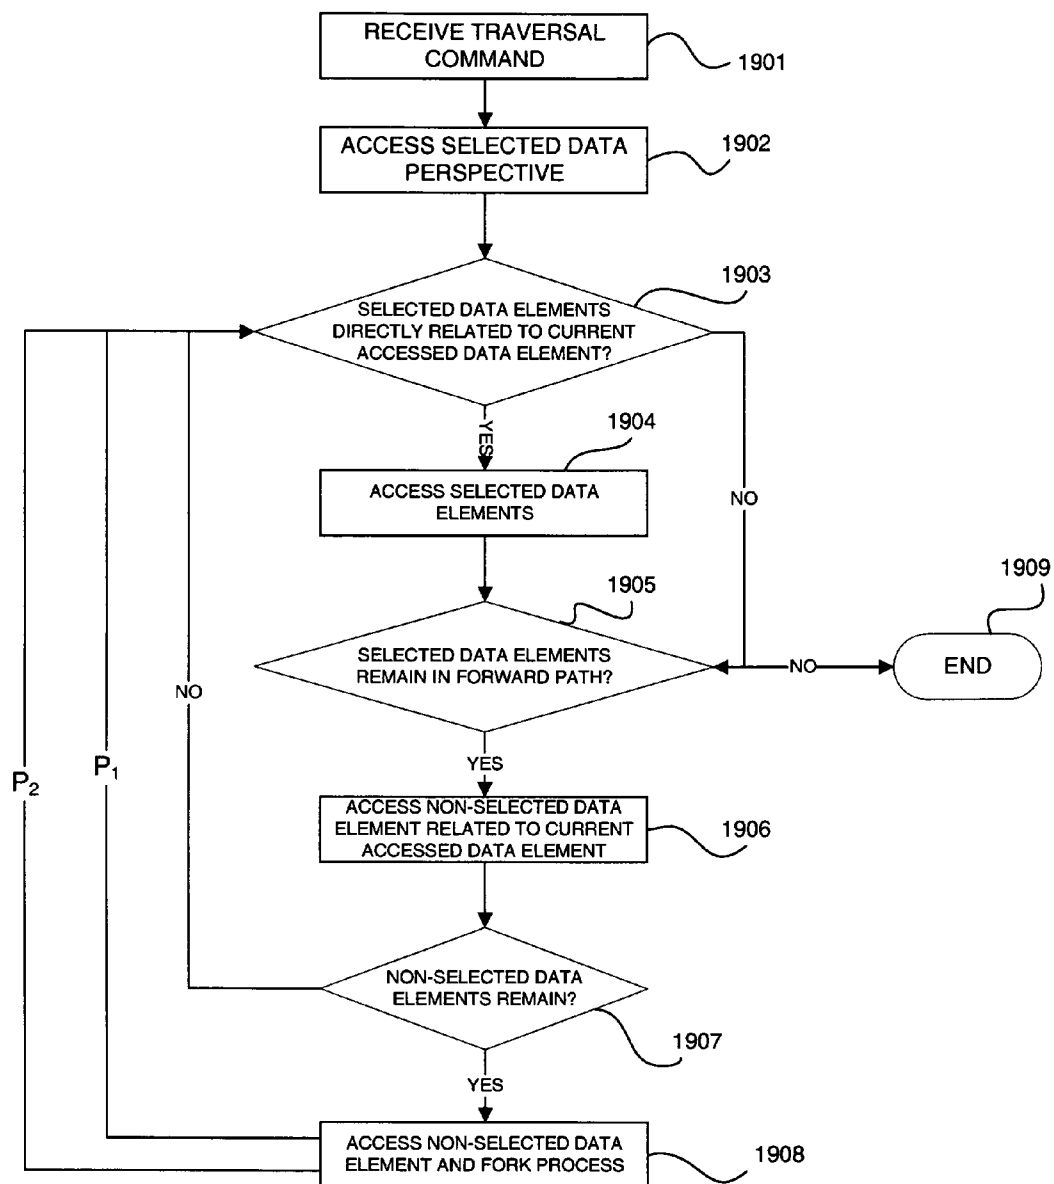 RECEIVE TRAVERSAL
COMMAND
1901
ACCESS SELECTED DATA
PERSPECTIVE
1902
1903
SELECTED DATA ELEMENTS
DIRECTLY RELATED TO CURRENT
ACCESSED DATA ELEMENT?
YES
1904
ACCESS SELECTED DATA
ELEMENTS
NO
1905
1909
SELECTED DATA ELEMENTS
REMAIN IN FORWARD PATH?
NO
END
NO
YES
P1
P2
ACCESS NON-SELECTED DATA
ELEMENT RELATED TO CURRENT
ACCESSED DATA ELEMENT
1906
NON-SELECTED DATA
ELEMENTS REMAIN?
1907
YES
ACCESS NON-SELECTED DATA
ELEMENT AND FORK PROCESS
1908